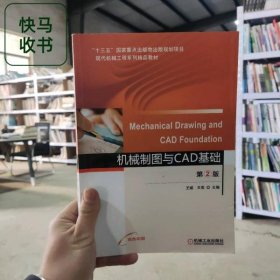 快马
收书
"十三五"国家重点出版物出版规划项目
现代机械工程系列精品教材
Mechanical Drawing and
CAD Foundation
机械制图与CAD基础
第2版
主编
机械工业出版社